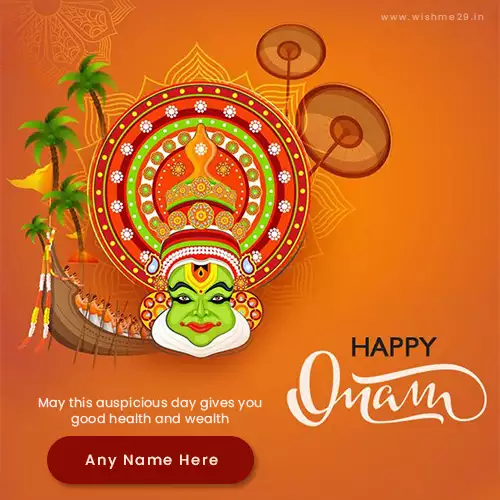 www.wishme29.in
HAPPY
Onam
May this auspicious day gives you
good health and wealth
Any Name Here